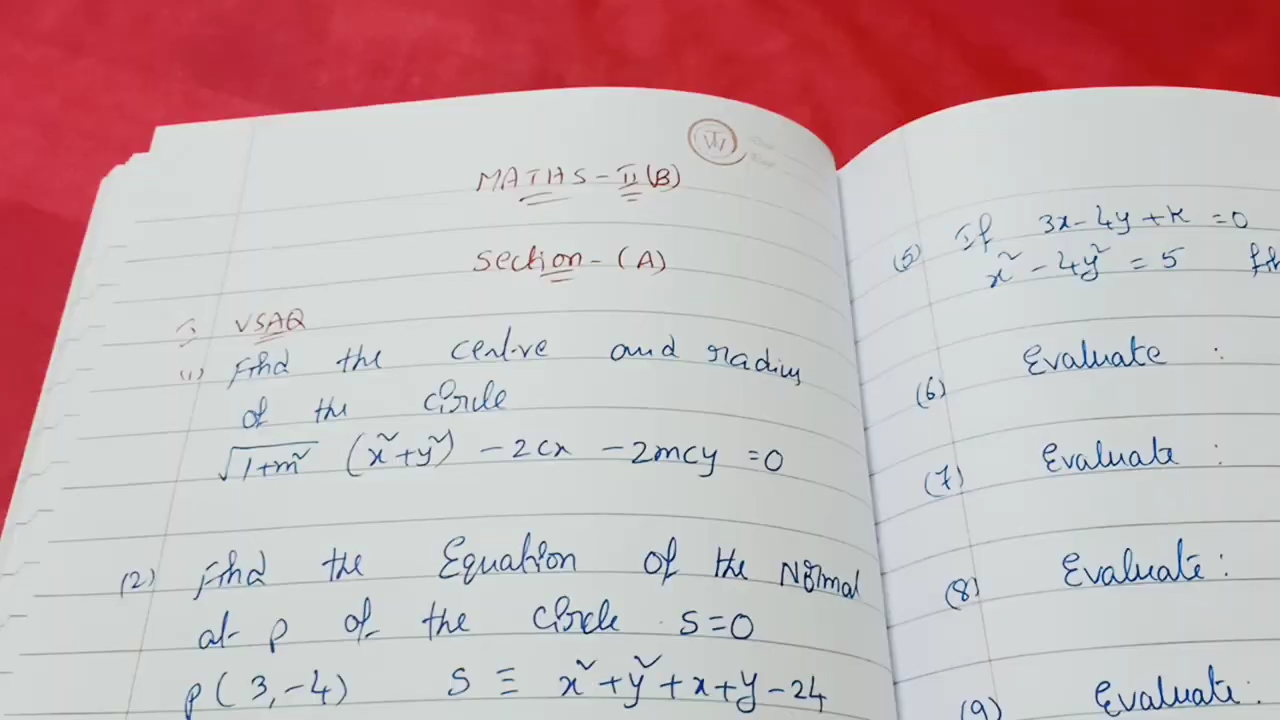 MATHS - II (B)
Section - (A)
I. VSAQ
(1) Find the centre and radius
of the circle
√1+m² (x²+y²) - 2cx - 2mcy = 0
(2) Find the Equation of the Normal
at P of the circle S=0
P(3,-4) S ≡ x²+y²+x+y-24
(5) If 3x-4y+k=0
x²-4y²=5
(6) Evaluate :
(7) Evaluate :
(8) Evaluate :
(9) Evaluate :